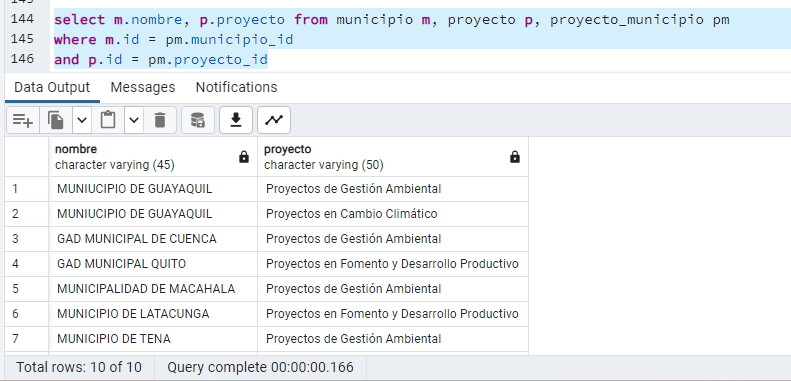 144 select m.nombre, p.proyecto from municipio m, proyecto p, proyecto_municipio pm
145 where m.id = pm.municipio_id
146 and p.id = pm.proyecto_id
Data Output Messages Notifications
nombre proyecto
character varying (45) character varying (50)
1 MUNIUCIPIO DE GUAYAQUIL Proyectos de Gestión Ambiental
2 MUNIUCIPIO DE GUAYAQUIL Proyectos en Cambio Climático
3 GAD MUNICIPAL DE CUENCA Proyectos de Gestión Ambiental
4 GAD MUNICIPAL QUITO Proyectos en Fomento y Desarrollo Productivo
5 MUNICIPALIDAD DE MACAHALA Proyectos de Gestión Ambiental
6 MUNICIPIO DE LATACUNGA Proyectos en Fomento y Desarrollo Productivo
7 MUNICIPIO DE TENA Proyectos de Gestión Ambiental
Total rows: 10 of 10 Query complete 00:00:00.166